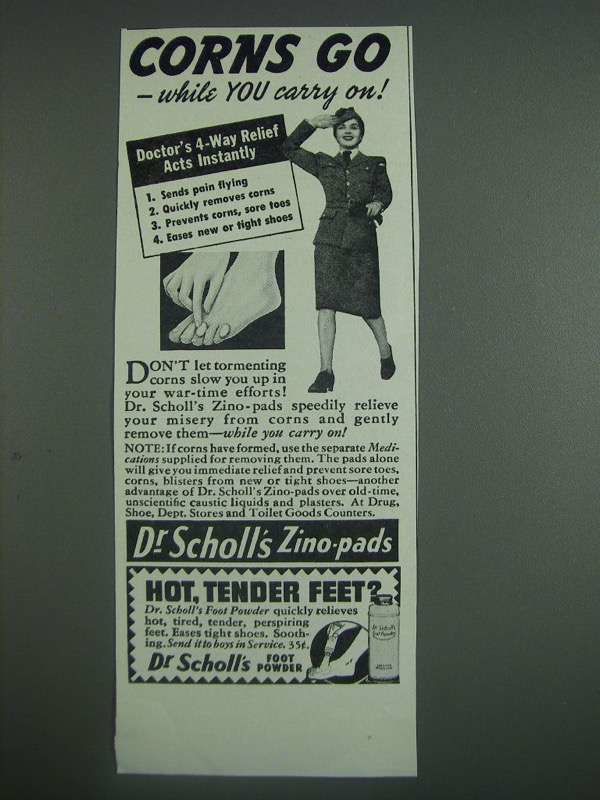 CORNS GO
– while YOU carry on!
Doctor's 4-Way Relief
Acts Instantly
1. Sends pain flying
2. Quickly removes corns
3. Prevents corns, sore toes
4. Eases new or tight shoes
DON'T let tormenting
corns slow you up in
your war-time efforts!
Dr. Scholl's Zino-pads speedily relieve
your misery from corns and gently
remove them—while you carry on!
NOTE: If corns have formed, use the separate Medi-
cations supplied for removing them. The pads alone
will give you immediate relief and prevent sore toes,
corns, blisters from new or tight shoes—another
advantage of Dr. Scholl's Zino-pads over old-time,
unscientific caustic liquids and plasters. At Drug,
Shoe, Dept. Stores and Toilet Goods Counters.
Dr Scholl's Zino-pads
HOT, TENDER FEET?
Dr. Scholl's Foot Powder quickly relieves
hot, tired, tender, perspiring
feet. Eases tight shoes. Sooth-
ing. Send it to boys in Service. 35¢.
Dr Scholl's FOOT
POWDER
Dr Scholl's
Foot Powder